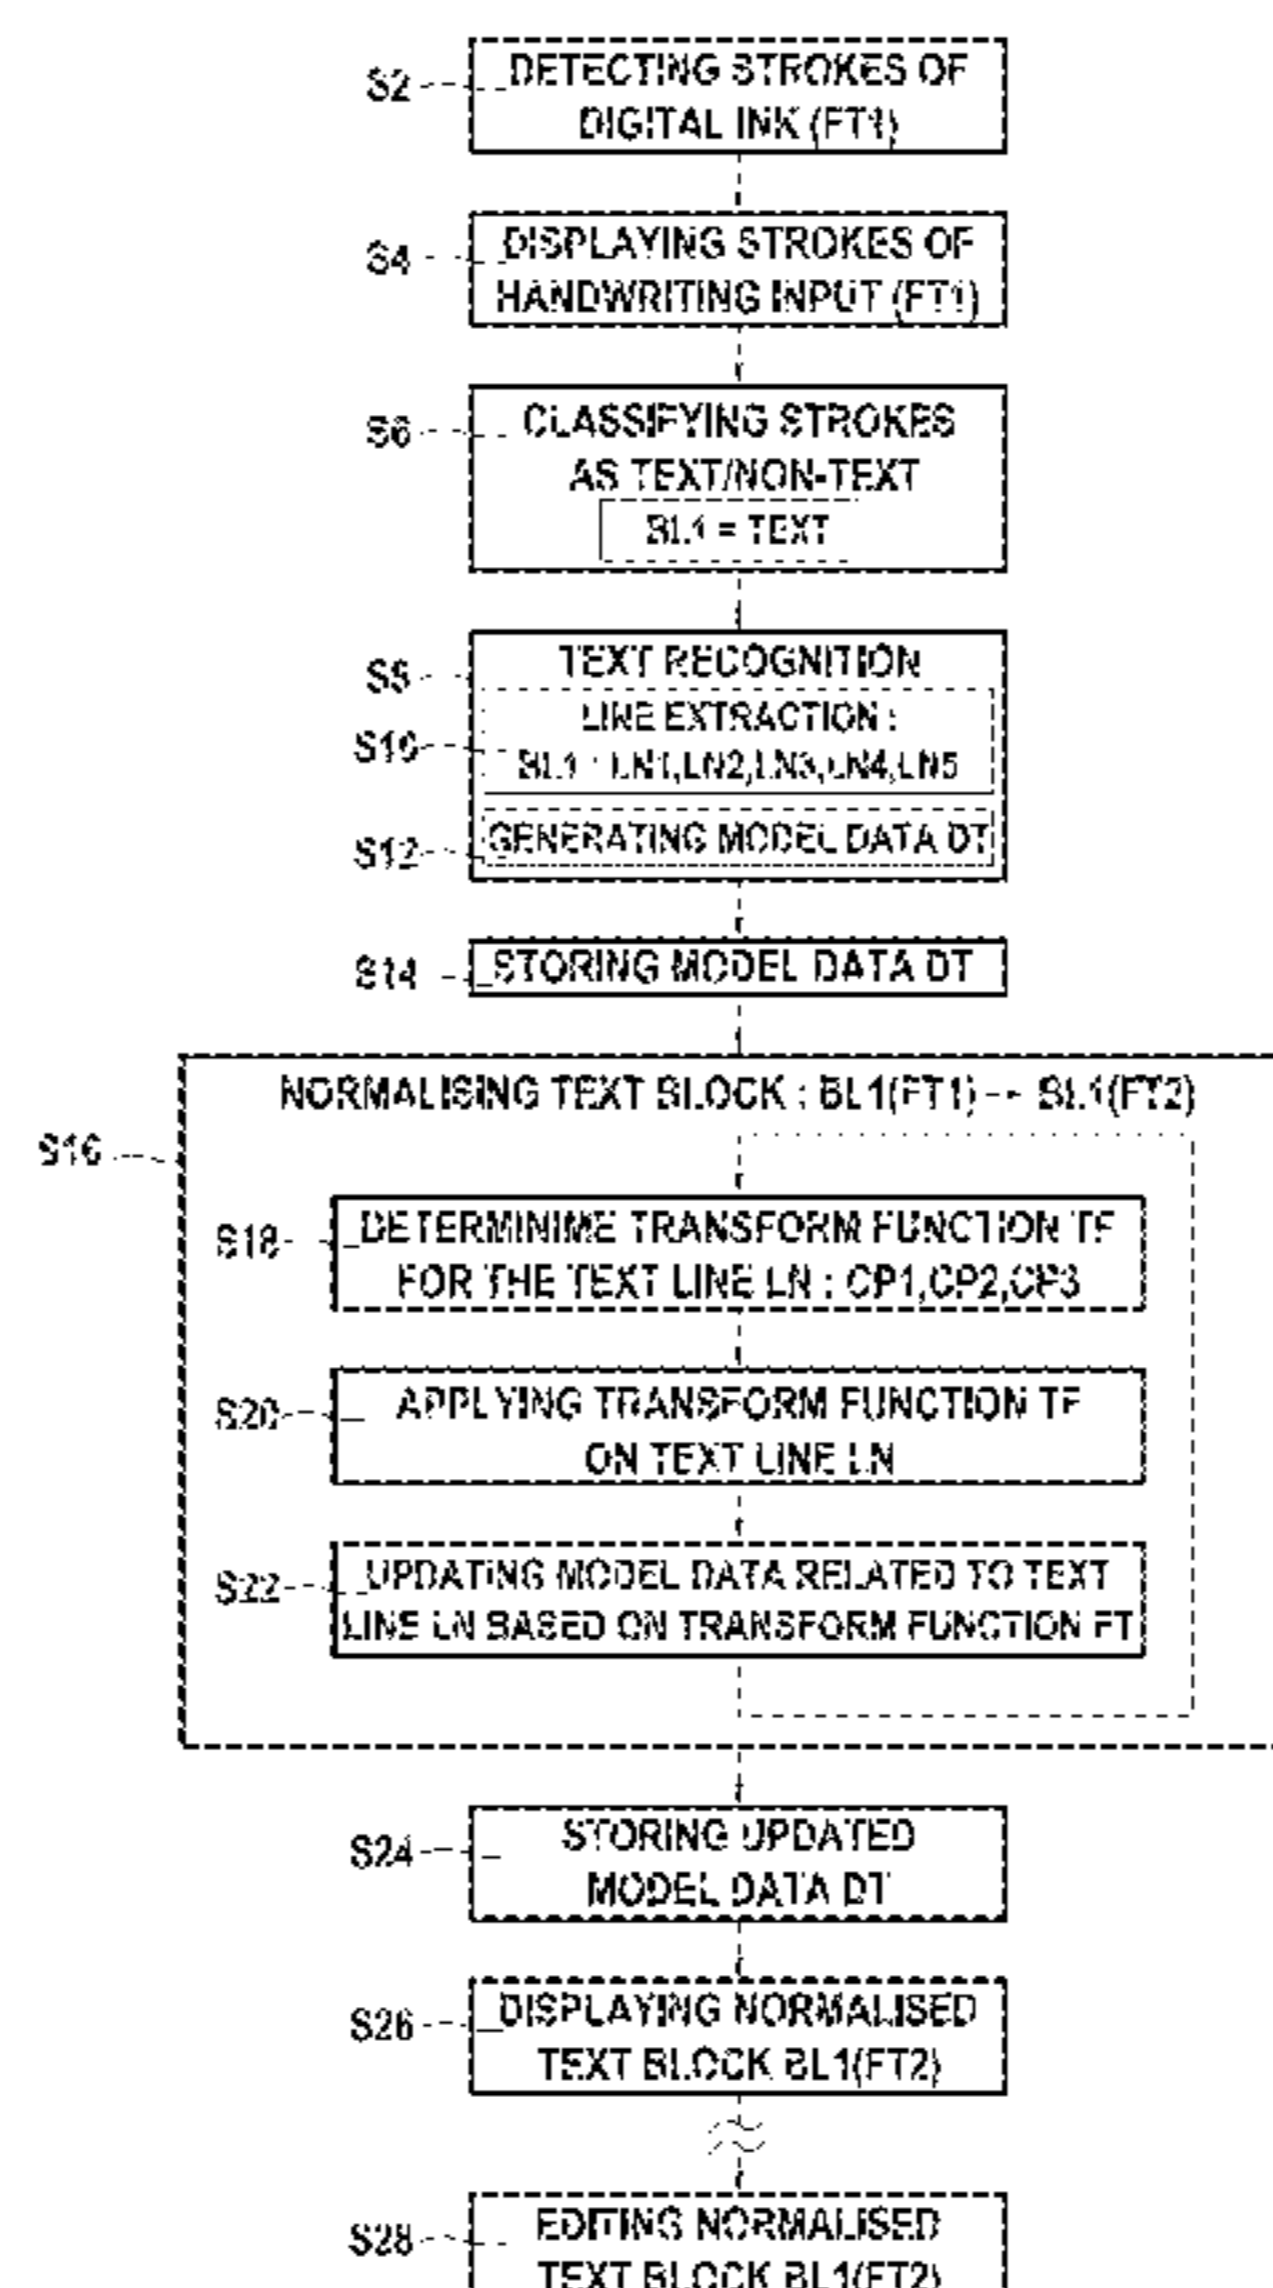 S2
DETECTING STROKES OF
DIGITAL INK (FT1)
S4
DISPLAYING STROKES OF
HANDWRITING INPUT (FT1)
S6
CLASSIFYING STROKES
AS TEXT/NON-TEXT
BL1 = TEXT
S8
TEXT RECOGNITION
S10
LINE EXTRACTION :
BL1 : LN1,LN2,LN3,LN4,LN5
S12
GENERATING MODEL DATA DT
S14
STORING MODEL DATA DT
S16
NORMALISING TEXT BLOCK : BL1(FT1) → BL1(FT2)
S18
DETERMINIME TRANSFORM FUNCTION TF
FOR THE TEXT LINE LN : CP1,CP2,CP3
S20
APPLYING TRANSFORM FUNCTION TF
ON TEXT LINE LN
S22
UPDATING MODEL DATA RELATED TO TEXT
LINE LN BASED ON TRANSFORM FUNCTION FT
S24
STORING UPDATED
MODEL DATA DT
S26
DISPLAYING NORMALISED
TEXT BLOCK BL1(FT2)
S28
EDITING NORMALISED
TEXT BLOCK BL1(FT2)